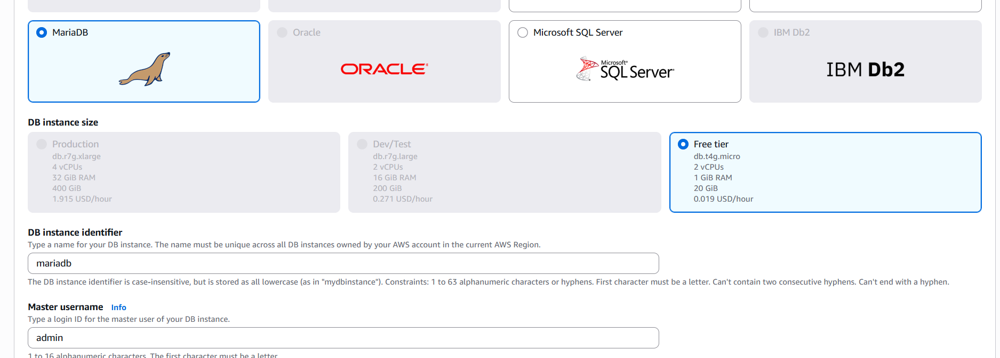 MariaDB
Oracle
ORACLE®
Microsoft SQL Server
Microsoft®
SQL Server®
IBM Db2
IBM Db2
DB instance size
Production
db.r7g.xlarge
4 vCPUs
32 GiB RAM
400 GiB
1.915 USD/hour
Dev/Test
db.r7g.large
2 vCPUs
16 GiB RAM
200 GiB
0.271 USD/hour
Free tier
db.t4g.micro
2 vCPUs
1 GiB RAM
20 GiB
0.019 USD/hour
DB instance identifier
Type a name for your DB instance. The name must be unique across all DB instances owned by your AWS account in the current AWS Region.
mariadb
The DB instance identifier is case-insensitive, but is stored as all lowercase (as in "mydbinstance"). Constraints: 1 to 63 alphanumeric characters or hyphens. First character must be a letter. Can't contain two consecutive hyphens. Can't end with a hyphen.
Master username Info
Type a login ID for the master user of your DB instance.
admin
1 to 16 alphanumeric characters. The first character must be a letter